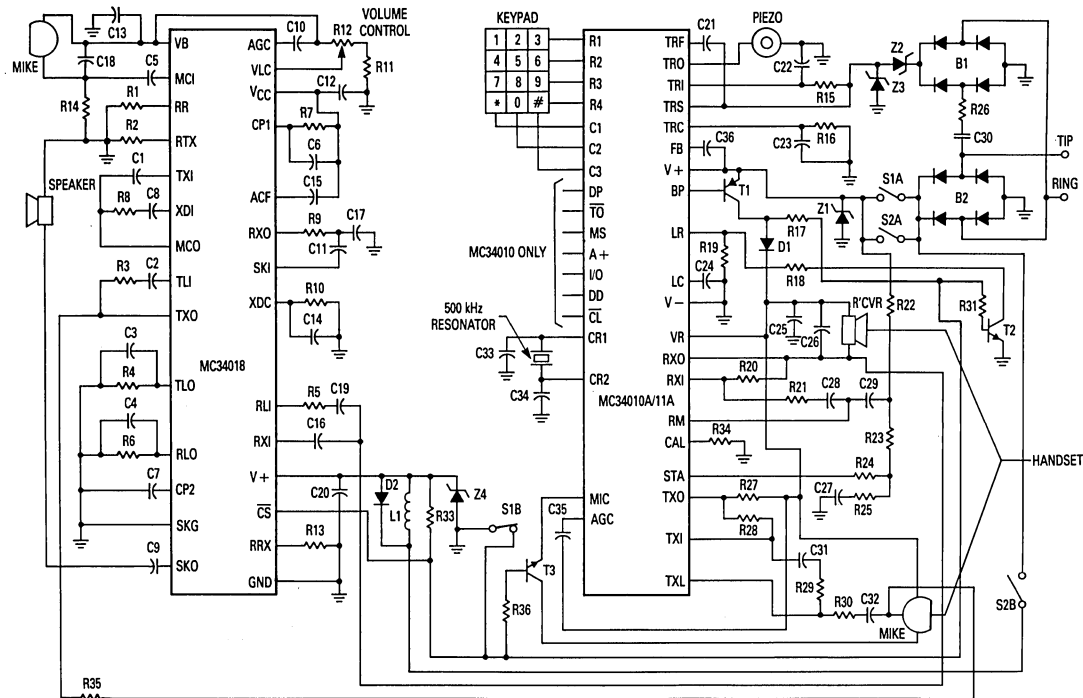 C13
MIKE
C18
C5
R14
R1
R2
C1
SPEAKER
R8
C8
R3
C2
C3
R4
C4
R6
C7
C9
R35
VB
MCI
RR
RTX
TXI
XDI
MCO
TLI
TXO
MC34018
TLO
RLO
CP2
SKG
SKO
AGC
VLC
VCC
CP1
ACF
RXO
SKI
XDC
RLI
RXI
V+
CS
RRX
GND
C10
R12
VOLUME
CONTROL
R11
C12
R7
C6
C15
R9
C17
C11
R10
C14
R5
C19
C16
C20
D2
L1
R33
Z4
S1B
R13
T3
R36
C35
KEYPAD
1 2 3
4 5 6
7 8 9
* 0 #
MC34010 ONLY
500 kHz
RESONATOR
C33
C34
R1
R2
R3
R4
C1
C2
C3
DP
TO
MS
A+
I/O
DD
CL
CR1
CR2
MC34010A/11A
MIC
AGC
TRF
TRO
TRI
TRS
TRC
FB
V+
BP
LR
LC
V−
VR
RXO
RXI
RM
CAL
STA
TXO
TXI
TXL
C21
PIEZO
C22
R15
Z3
Z2
B1
R26
C30
R16
C23
C36
T1
Z1
S1A
S2A
B2
TIP
RING
R17
D1
R19
C24
R18
R22
R'CVR
R31
T2
C25
C26
R20
R21
C28
C29
R34
R23
R24
C27
R25
R27
R28
C31
R29
R30
C32
MIKE
HANDSET
S2B